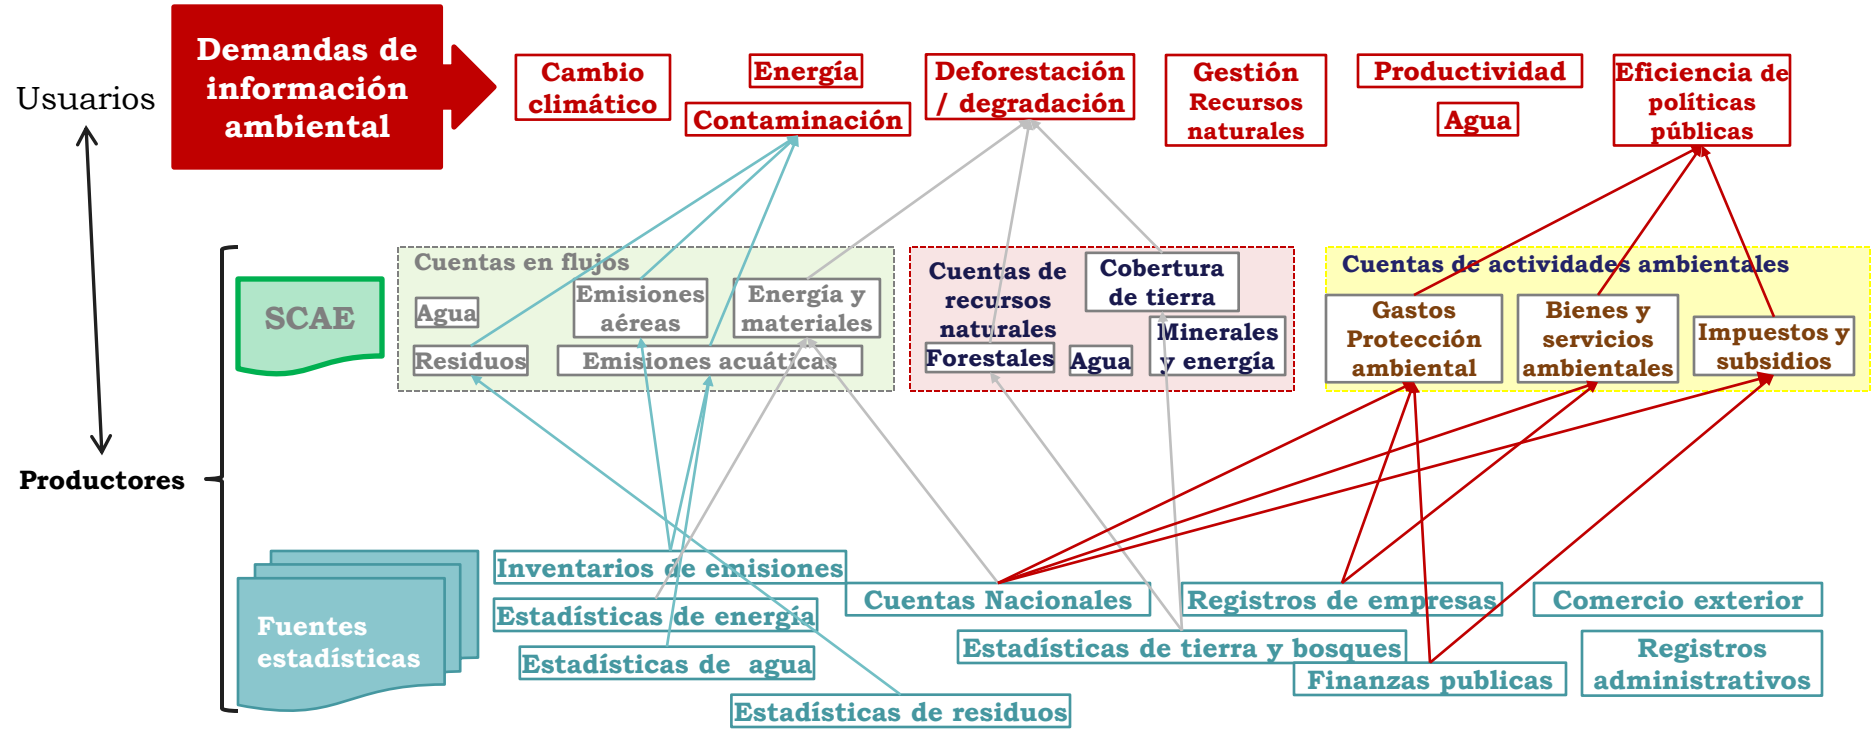 Usuarios
Demandas de
información
ambiental
Cambio
climático
Energía
Contaminación
Deforestación
/ degradación
Gestión
Recursos
naturales
Productividad
Agua
Eficiencia de
políticas
públicas
Productores
SCAE
Cuentas en flujos
Agua
Emisiones
aéreas
Energía y
materiales
Residuos
Emisiones acuáticas
Cuentas de
recursos
naturales
Cobertura
de tierra
Forestales
Agua
Minerales
y energía
Cuentas de actividades ambientales
Gastos
Protección
ambiental
Bienes y
servicios
ambientales
Impuestos y
subsidios
Fuentes
estadísticas
Inventarios de emisiones
Estadísticas de energía
Estadísticas de  agua
Estadísticas de residuos
Cuentas Nacionales
Estadísticas de tierra y bosques
Registros de empresas
Finanzas publicas
Comercio exterior
Registros
administrativos